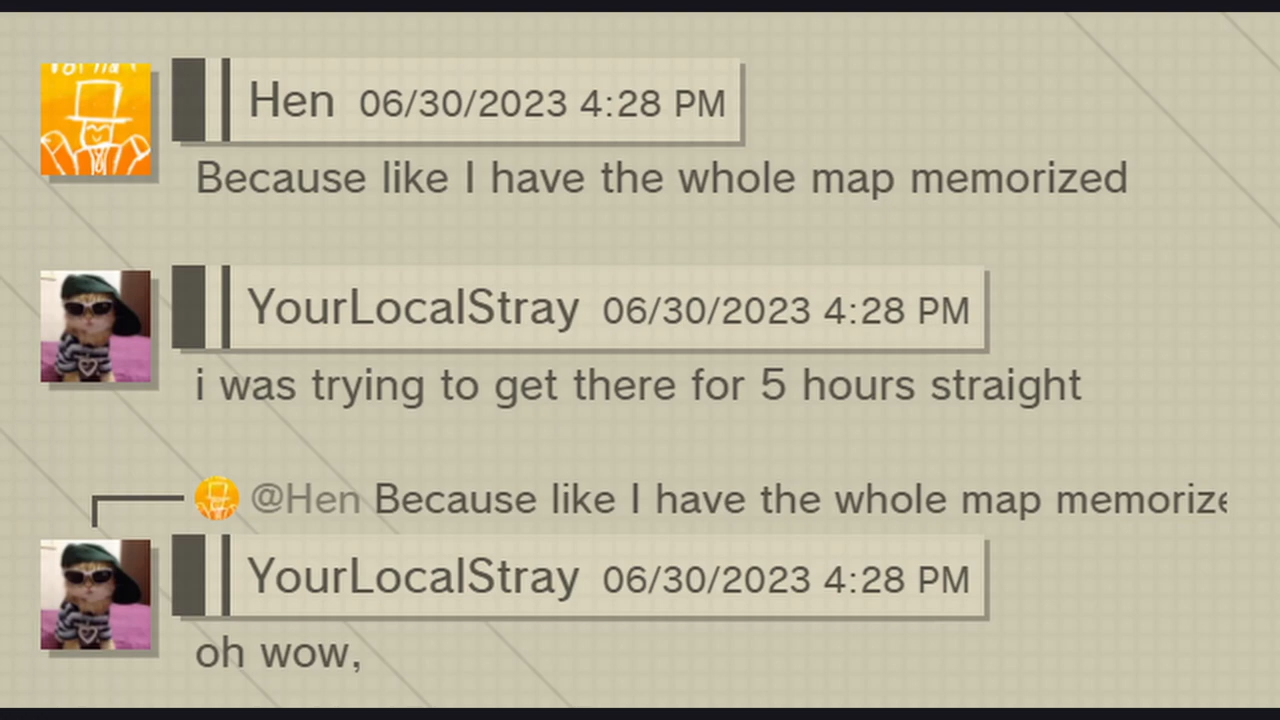 Hen 06/30/2023 4:28 PM
Because like I have the whole map memorized
YourLocalStray 06/30/2023 4:28 PM
i was trying to get there for 5 hours straight
@Hen Because like I have the whole map memorize
YourLocalStray 06/30/2023 4:28 PM
oh wow,